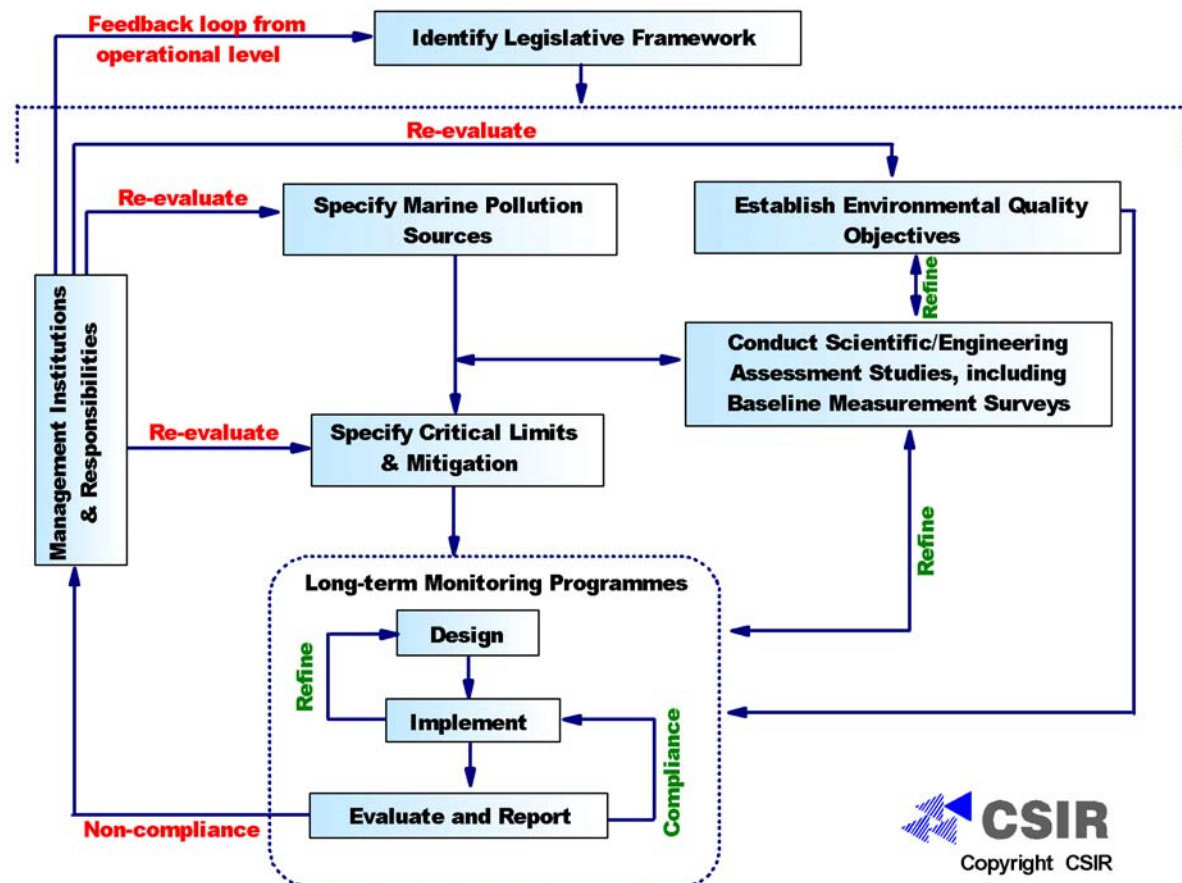 Feedback loop from
operational level
Identify Legislative Framework
Re-evaluate
Re-evaluate
Specify Marine Pollution
Sources
Establish Environmental Quality
Objectives
Refine
Management Institutions
& Responsibilities
Conduct Scientific/Engineering
Assessment Studies, including
Baseline Measurement Surveys
Re-evaluate
Specify Critical Limits
& Mitigation
Refine
Long-term Monitoring Programmes
Design
Refine
Implement
Compliance
Evaluate and Report
Non-compliance
CSIR
Copyright CSIR